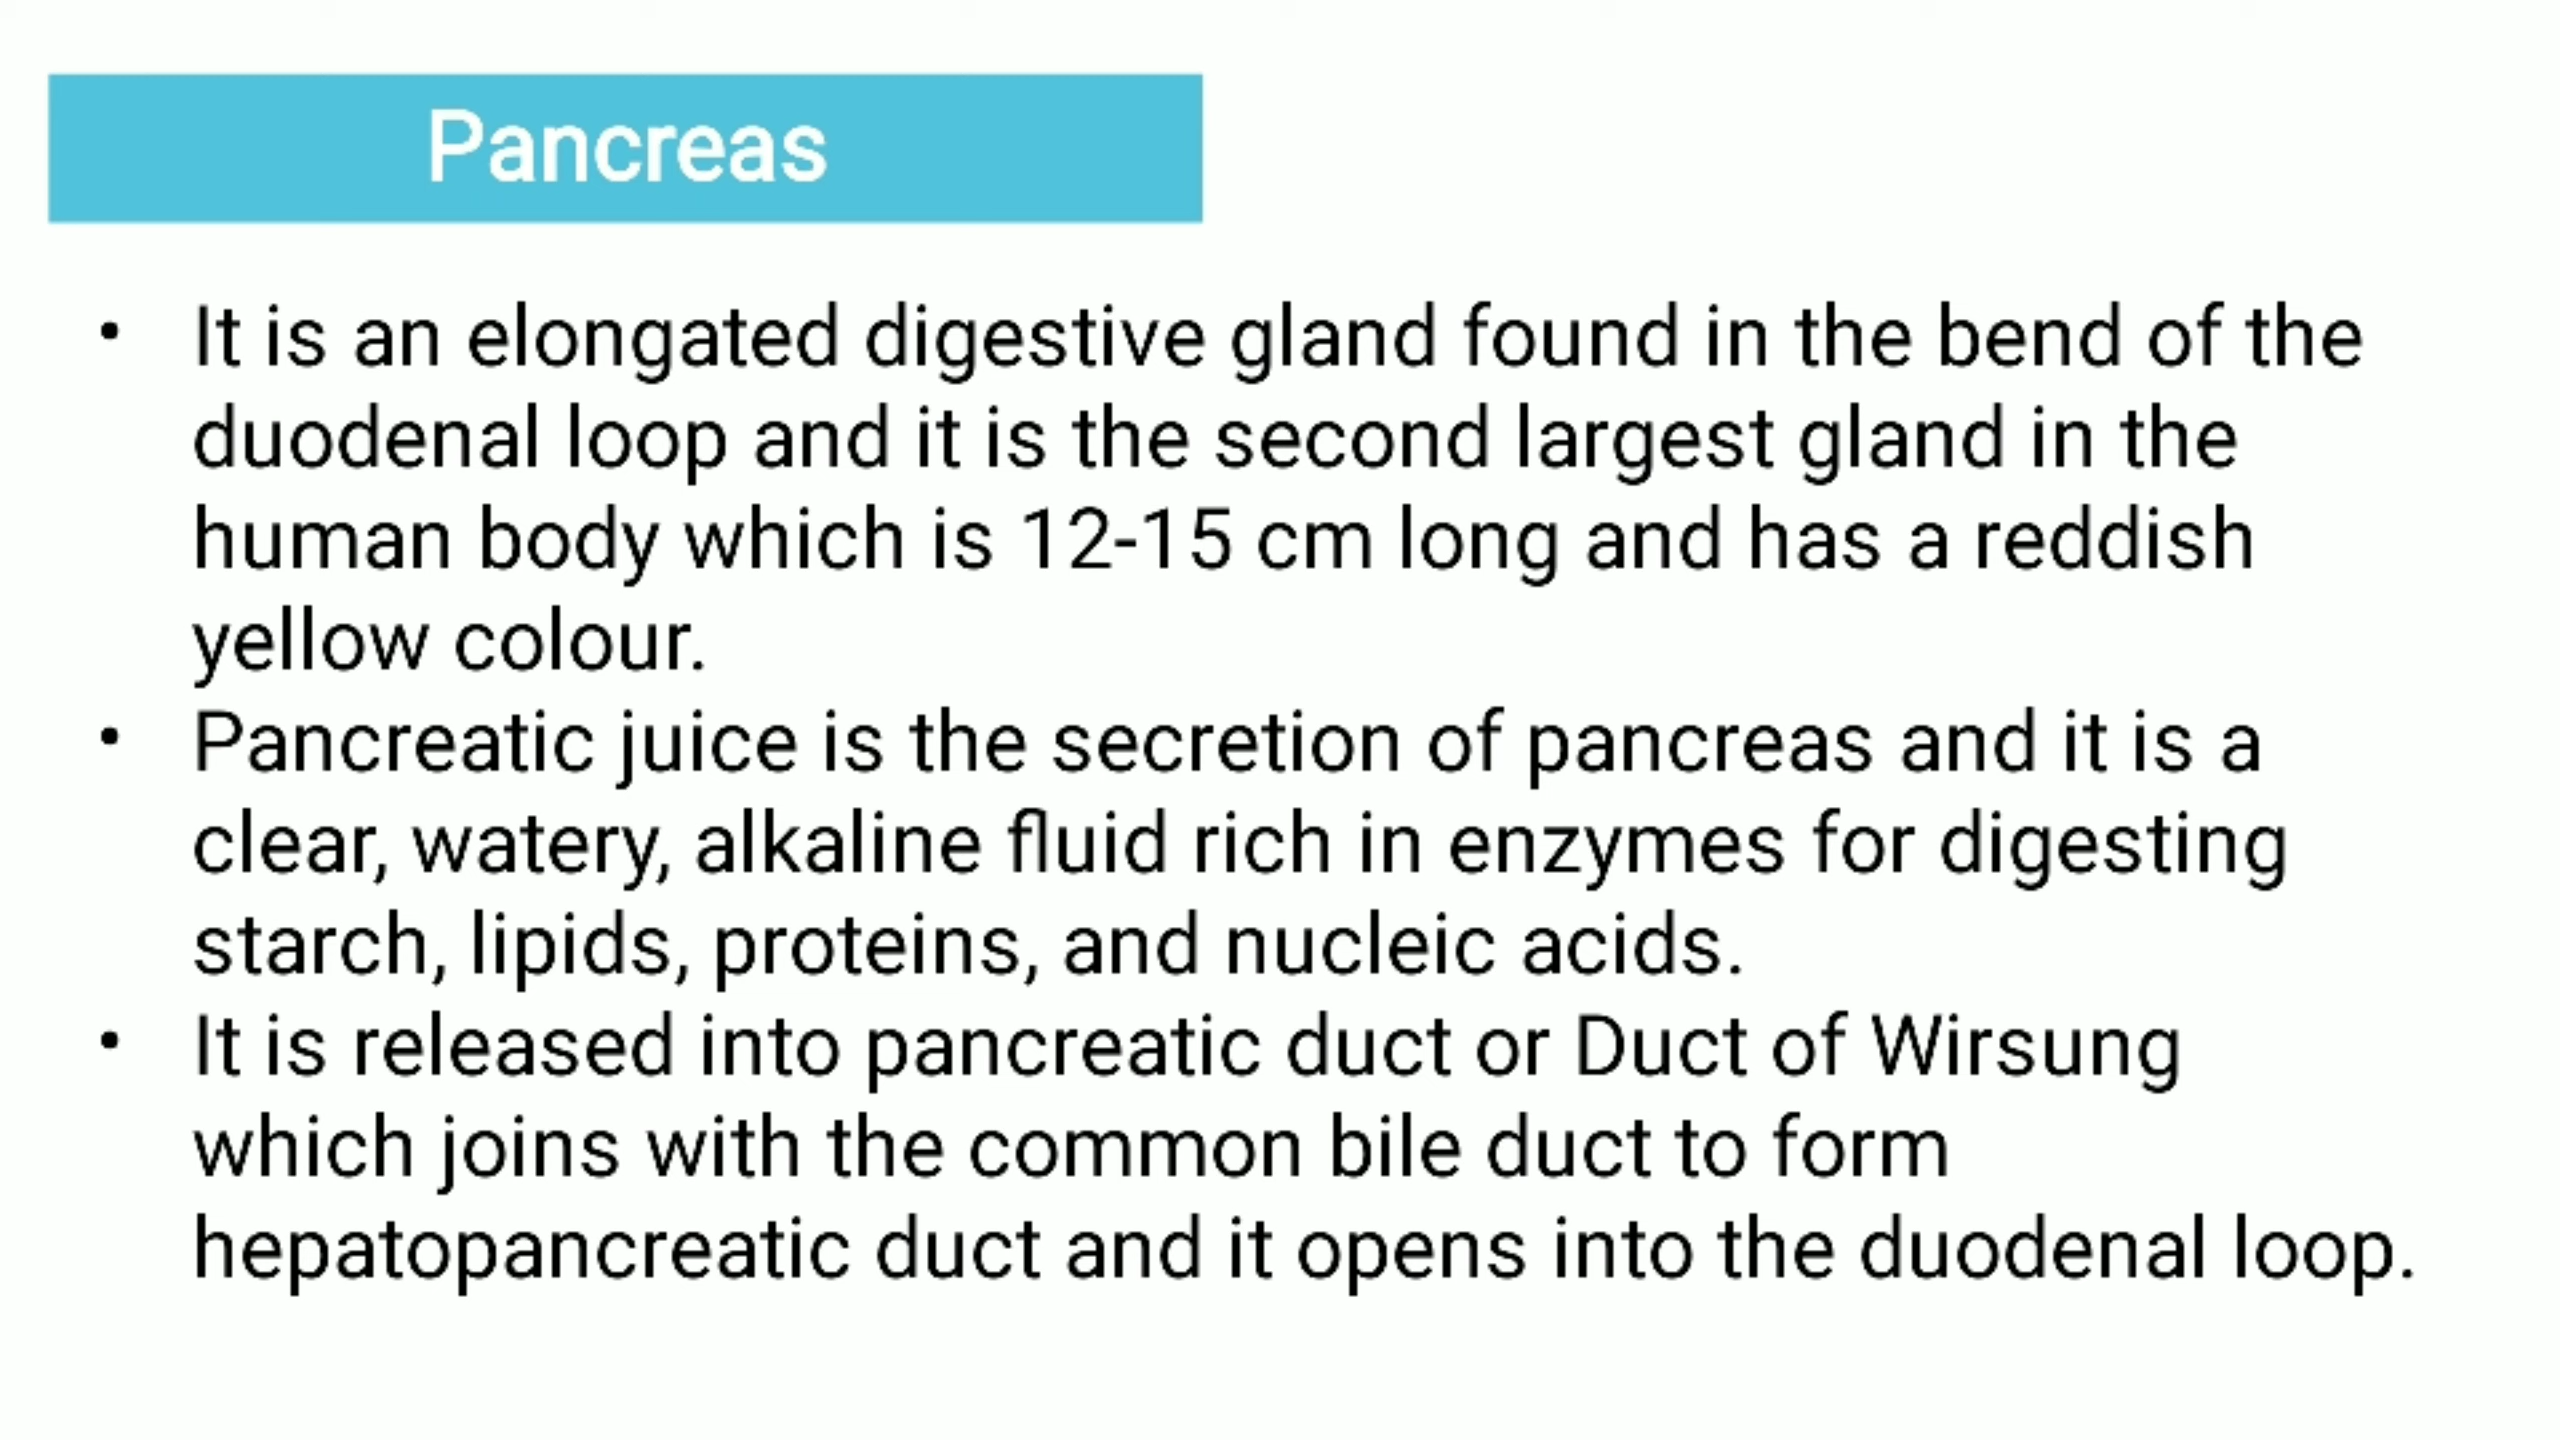 Pancreas
• It is an elongated digestive gland found in the bend of the
duodenal loop and it is the second largest gland in the
human body which is 12-15 cm long and has a reddish
yellow colour.
• Pancreatic juice is the secretion of pancreas and it is a
clear, watery, alkaline fluid rich in enzymes for digesting
starch, lipids, proteins, and nucleic acids.
• It is released into pancreatic duct or Duct of Wirsung
which joins with the common bile duct to form
hepatopancreatic duct and it opens into the duodenal loop.